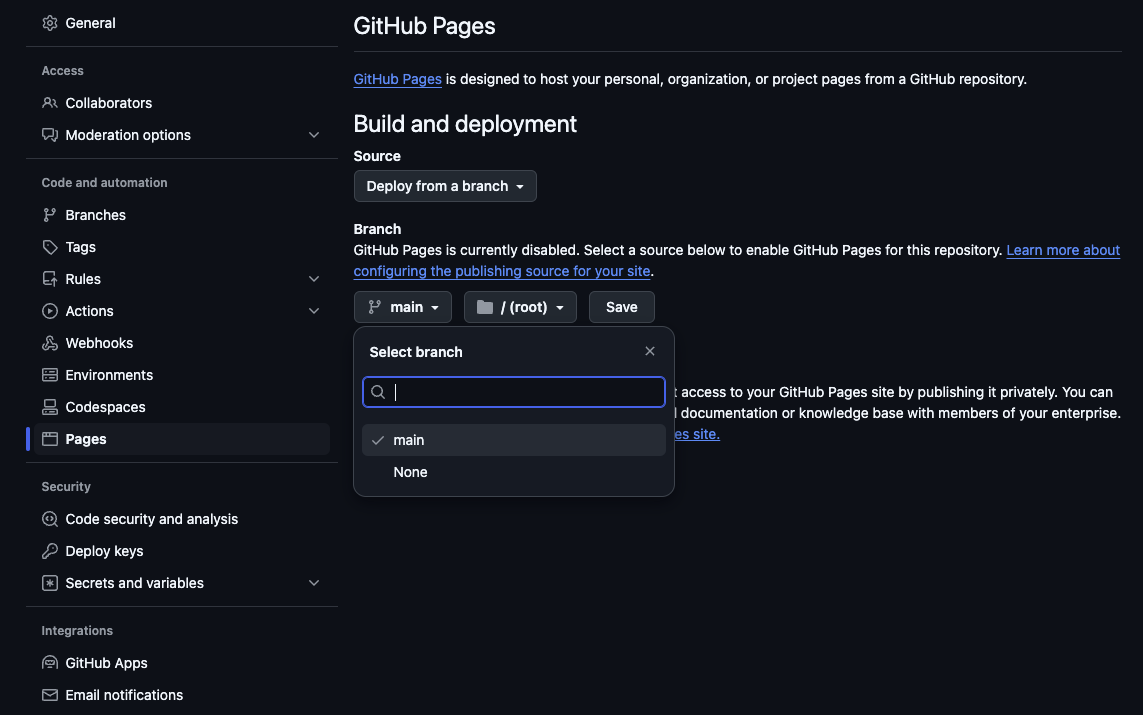 General
Access
Collaborators
Moderation options
Code and automation
Branches
Tags
Rules
Actions
Webhooks
Environments
Codespaces
Pages
Security
Code security and analysis
Deploy keys
Secrets and variables
Integrations
GitHub Apps
Email notifications
GitHub Pages
GitHub Pages is designed to host your personal, organization, or project pages from a GitHub repository.
Build and deployment
Source
Deploy from a branch
Branch
GitHub Pages is currently disabled. Select a source below to enable GitHub Pages for this repository. Learn more about
configuring the publishing source for your site.
main / (root) Save
Select branch
main
None
access to your GitHub Pages site by publishing it privately. You can
documentation or knowledge base with members of your enterprise.
site.